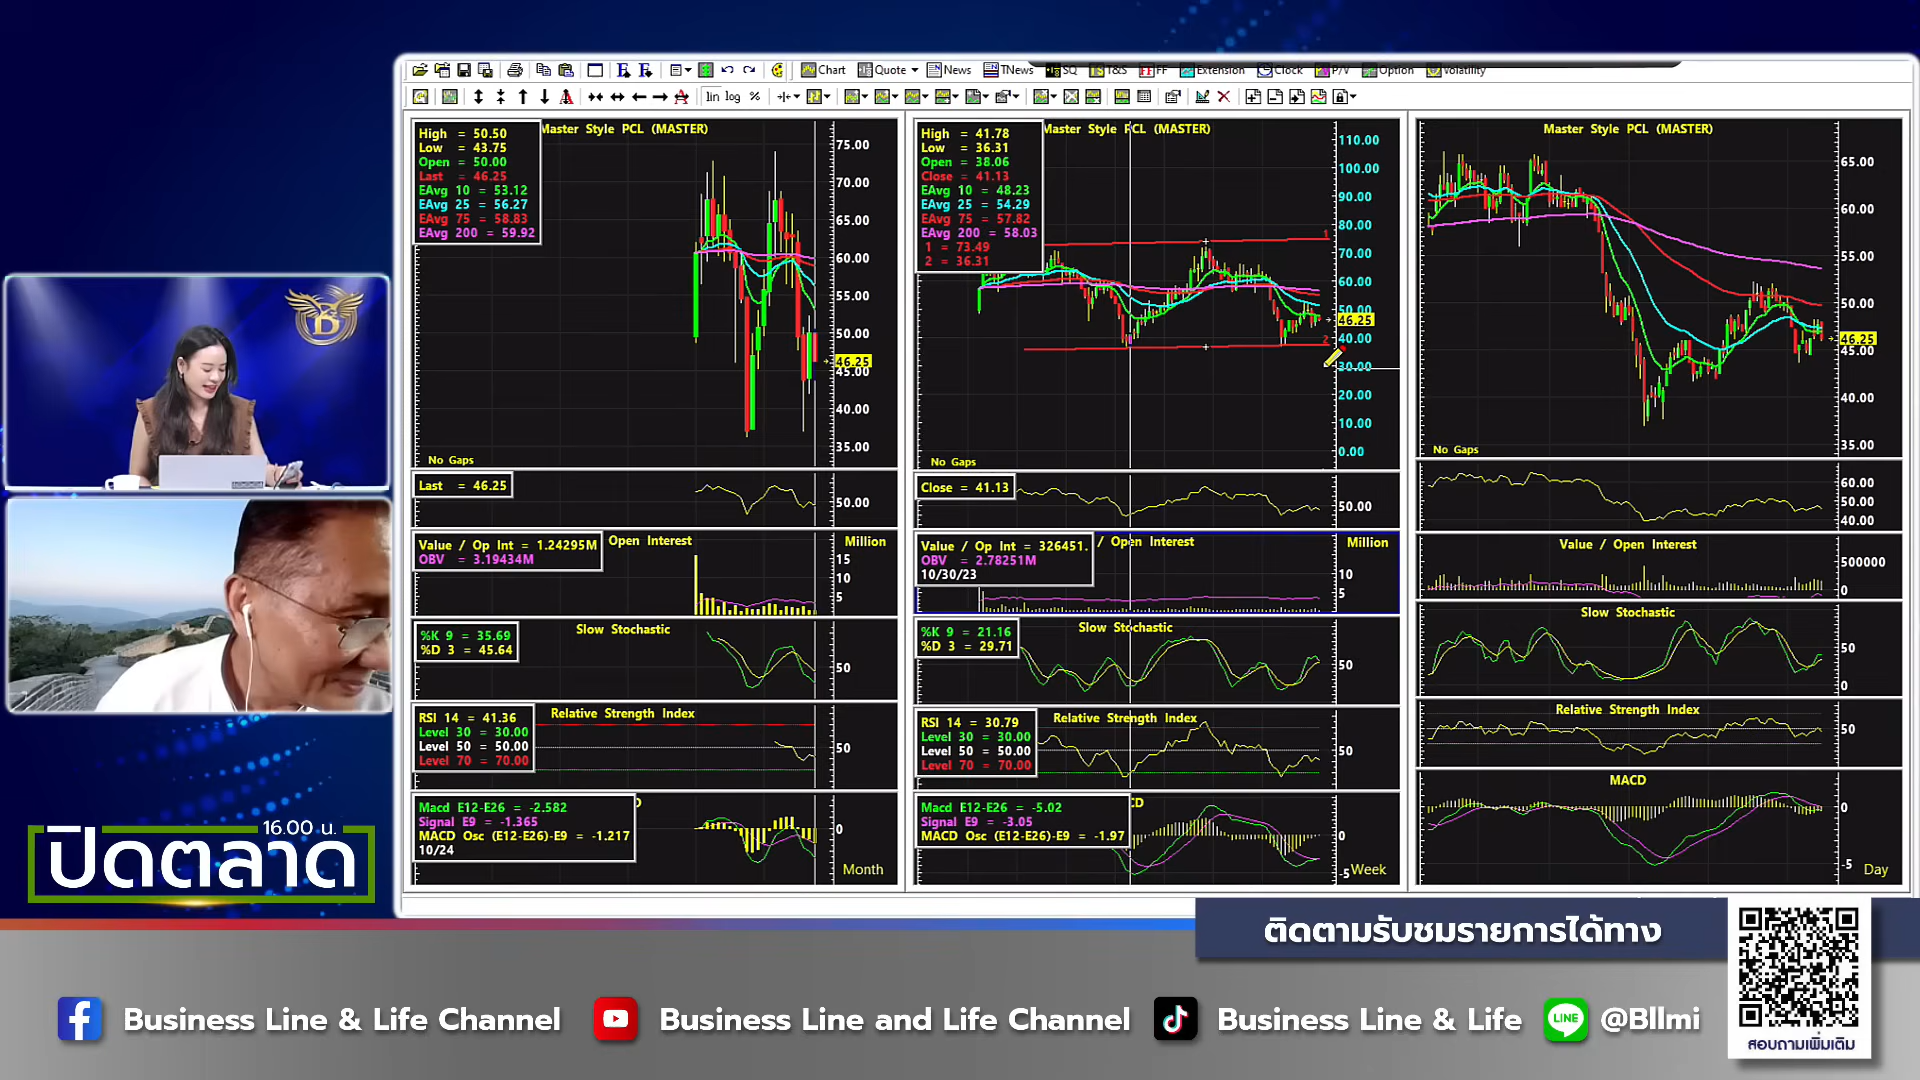 Chart Quote News TNews SQ T&S FF Extension Clock P/V Option Volatility
lin log %
Master Style PCL (MASTER)
High = 50.50
Low = 43.75
Open = 50.00
Last = 46.25
EAvg 10 = 53.12
EAvg 25 = 56.27
EAvg 75 = 58.83
EAvg 200 = 59.92
75.00
70.00
65.00
60.00
55.00
50.00
46.25
45.00
40.00
35.00
No Gaps
Last = 46.25
50.00
Value / Op Int = 1.24295M
OBV = 3.19434M
Open Interest
Million
15
10
5
%K 9 = 35.69
%D 3 = 45.64
Slow Stochastic
50
RSI 14 = 41.36
Level 30 = 30.00
Level 50 = 50.00
Level 70 = 70.00
Relative Strength Index
50
Macd E12-E26 = -2.582
Signal E9 = -1.365
MACD Osc (E12-E26)-E9 = -1.217
10/24
D
0
Month
Master Style PCL (MASTER)
High = 41.78
Low = 36.31
Open = 38.06
Close = 41.13
EAvg 10 = 48.23
EAvg 25 = 54.29
EAvg 75 = 57.82
EAvg 200 = 58.03
1 = 73.49
2 = 36.31
1
2
110.00
100.00
90.00
80.00
70.00
60.00
50.00
46.25
40.00
30.00
20.00
10.00
0.00
No Gaps
Close = 41.13
50.00
Value / Op Int = 326451.
OBV = 2.78251M
10/30/23
/ Open Interest
Million
10
5
%K 9 = 21.16
%D 3 = 29.71
Slow Stochastic
50
RSI 14 = 30.79
Level 30 = 30.00
Level 50 = 50.00
Level 70 = 70.00
Relative Strength Index
50
Macd E12-E26 = -5.02
Signal E9 = -3.05
MACD Osc (E12-E26)-E9 = -1.97
CD
0
-5
Week
Master Style PCL (MASTER)
65.00
60.00
55.00
50.00
46.25
45.00
40.00
35.00
No Gaps
60.00
50.00
40.00
Value / Open Interest
500000
0
Slow Stochastic
50
0
Relative Strength Index
50
MACD
0
-5
Day
16.00 น.
ปิดตลาด
ติดตามรับชมรายการได้ทาง
Business Line & Life Channel
Business Line and Life Channel
Business Line & Life
LINE
@Bllmi
สอบถามเพิ่มเติม